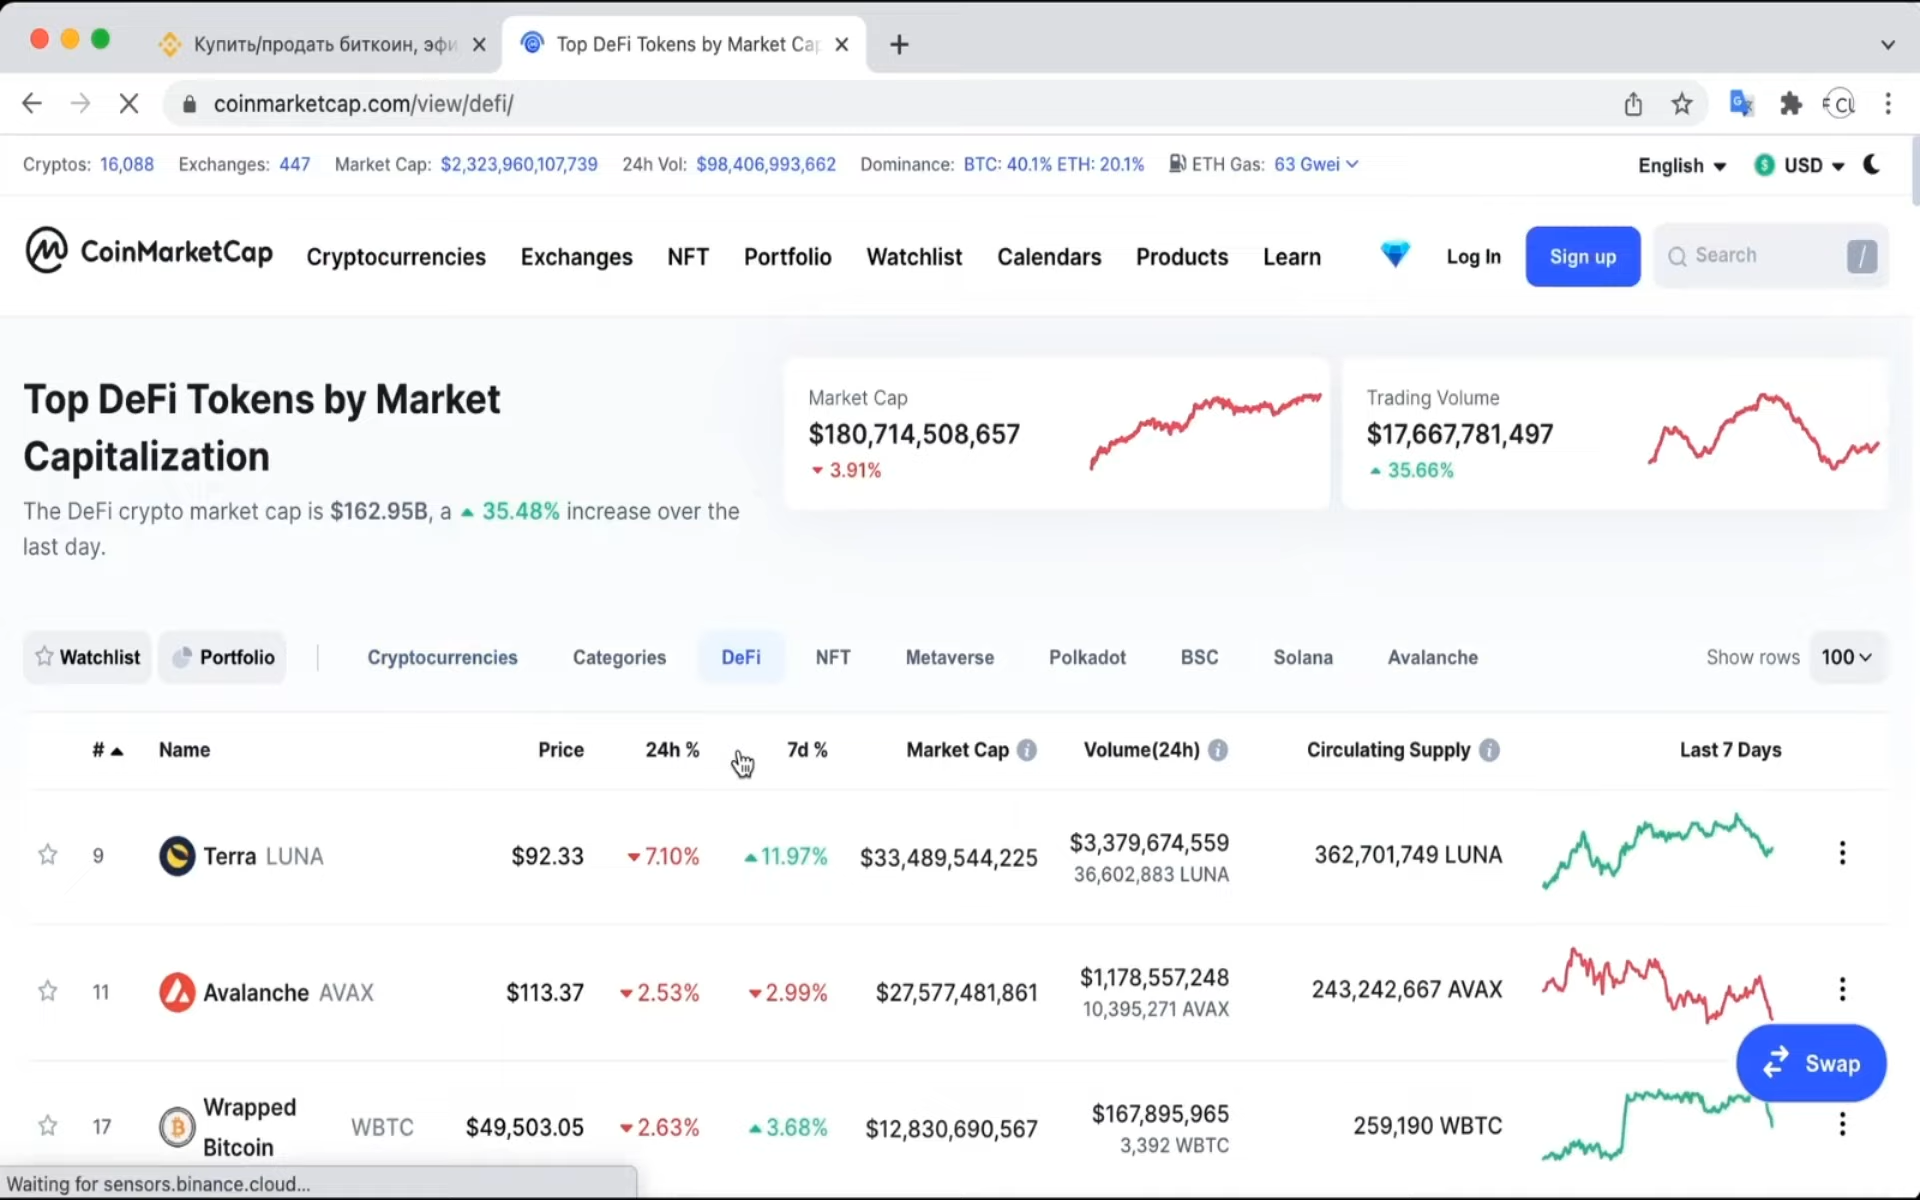 Купить/продать биткоин, эфи
Top DeFi Tokens by Market Cap
coinmarketcap.com/view/defi/
Cryptos: 16,088 Exchanges: 447 Market Cap: $2,323,960,107,739 24h Vol: $98,406,993,662 Dominance: BTC: 40.1% ETH: 20.1% ETH Gas: 63 Gwei English USD
CoinMarketCap Cryptocurrencies Exchanges NFT Portfolio Watchlist Calendars Products Learn Log In Sign up Search /
Top DeFi Tokens by Market
Capitalization
The DeFi crypto market cap is $162.95B, a 35.48% increase over the
last day.
Market Cap
$180,714,508,657
3.91%
Trading Volume
$17,667,781,497
35.66%
Watchlist Portfolio Cryptocurrencies Categories DeFi NFT Metaverse Polkadot BSC Solana Avalanche Show rows 100
# Name Price 24h % 7d % Market Cap Volume(24h) Circulating Supply Last 7 Days
9 Terra LUNA $92.33 7.10% 11.97% $33,489,544,225 $3,379,674,559 362,701,749 LUNA
36,602,883 LUNA
11 Avalanche AVAX $113.37 2.53% 2.99% $27,577,481,861 $1,178,557,248 243,242,667 AVAX
10,395,271 AVAX
Swap
17 Wrapped Bitcoin WBTC $49,503.05 2.63% 3.68% $12,830,690,567 $167,895,965 259,190 WBTC
3,392 WBTC
Waiting for sensors.binance.cloud...